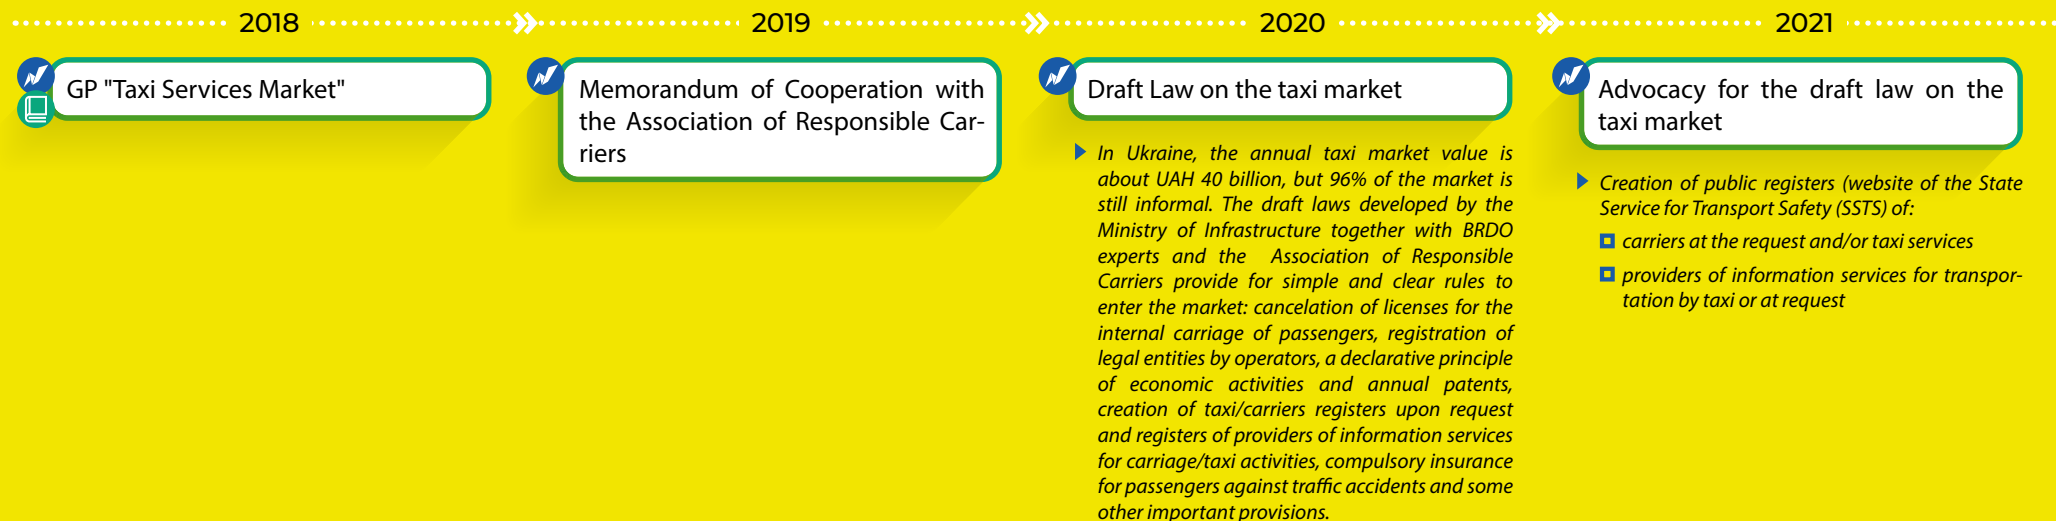 2018
GP "Taxi Services Market"
2019
Memorandum of Cooperation with
the Association of Responsible Car-
riers
2020
Draft Law on the taxi market
In Ukraine, the annual taxi market value is
about UAH 40 billion, but 96% of the market is
still informal. The draft laws developed by the
Ministry of Infrastructure together with BRDO
experts and the Association of Responsible
Carriers provide for simple and clear rules to
enter the market: cancelation of licenses for the
internal carriage of passengers, registration of
legal entities by operators, a declarative principle
of economic activities and annual patents,
creation of taxi/carriers registers upon request
and registers of providers of information services
for carriage/taxi activities, compulsory insurance
for passengers against traffic accidents and some
other important provisions.
2021
Advocacy for the draft law on the
taxi market
Creation of public registers (website of the State
Service for Transport Safety (SSTS) of:
carriers at the request and/or taxi services
providers of information services for transpor-
tation by taxi or at request